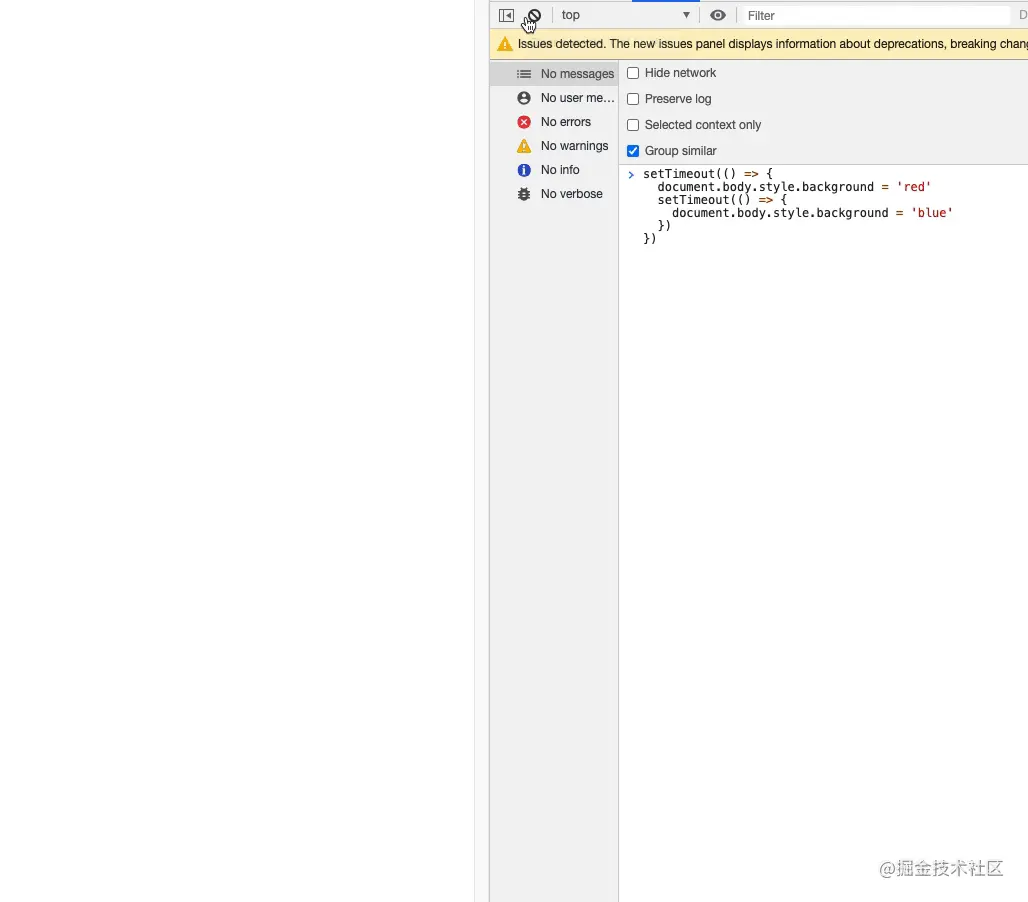 top
Filter
D
Issues detected. The new issues panel displays information about deprecations, breaking chang
No messages
No user me...
No errors
No warnings
No info
No verbose
Hide network
Preserve log
Selected context only
Group similar
> setTimeout(() => {
    document.body.style.background = 'red'
    setTimeout(() => {
      document.body.style.background = 'blue'
    })
  })
@掘金技术社区